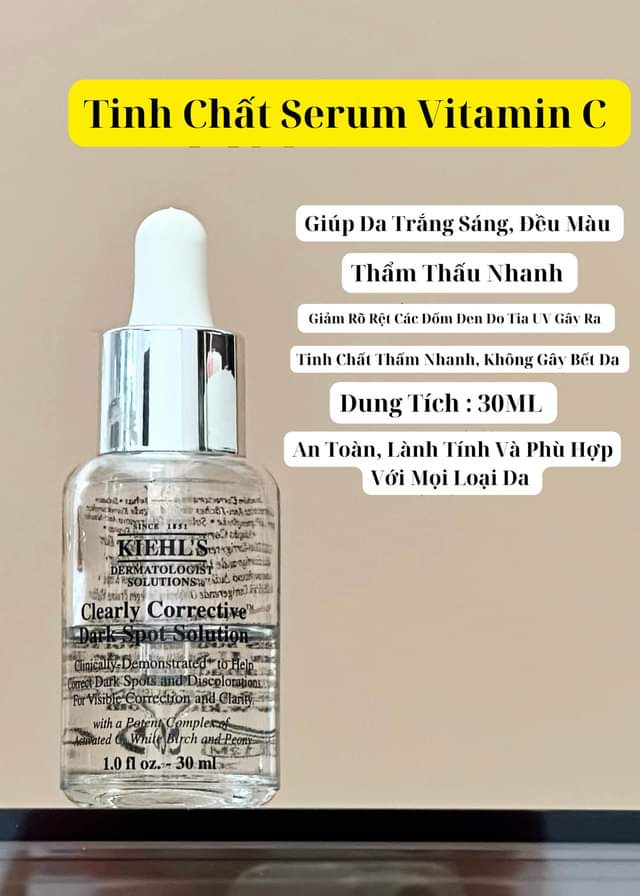 Tinh Chất Serum Vitamin C
Giúp Da Trắng Sáng, Đều Màu
Thẩm Thấu Nhanh
Giảm Rõ Rệt Các Đốm Đen Do Tia UV Gây Ra
Tinh Chất Thấm Nhanh, Không Gây Bết Da
Dung Tích : 30ML
An Toàn, Lành Tính Và Phù Hợp
Với Mọi Loại Da
SINCE 1851
KIEHL'S
DERMATOLOGIST
SOLUTIONS
Clearly Corrective
Dark Spot Solution
Clinically-Demonstrated* to Help
Correct Dark Spots and Discolorations
For Visible Correction and Clarity,
with a Potent Complex of
Activated C, White Birch and Peony
1.0 fl oz. - 30 ml